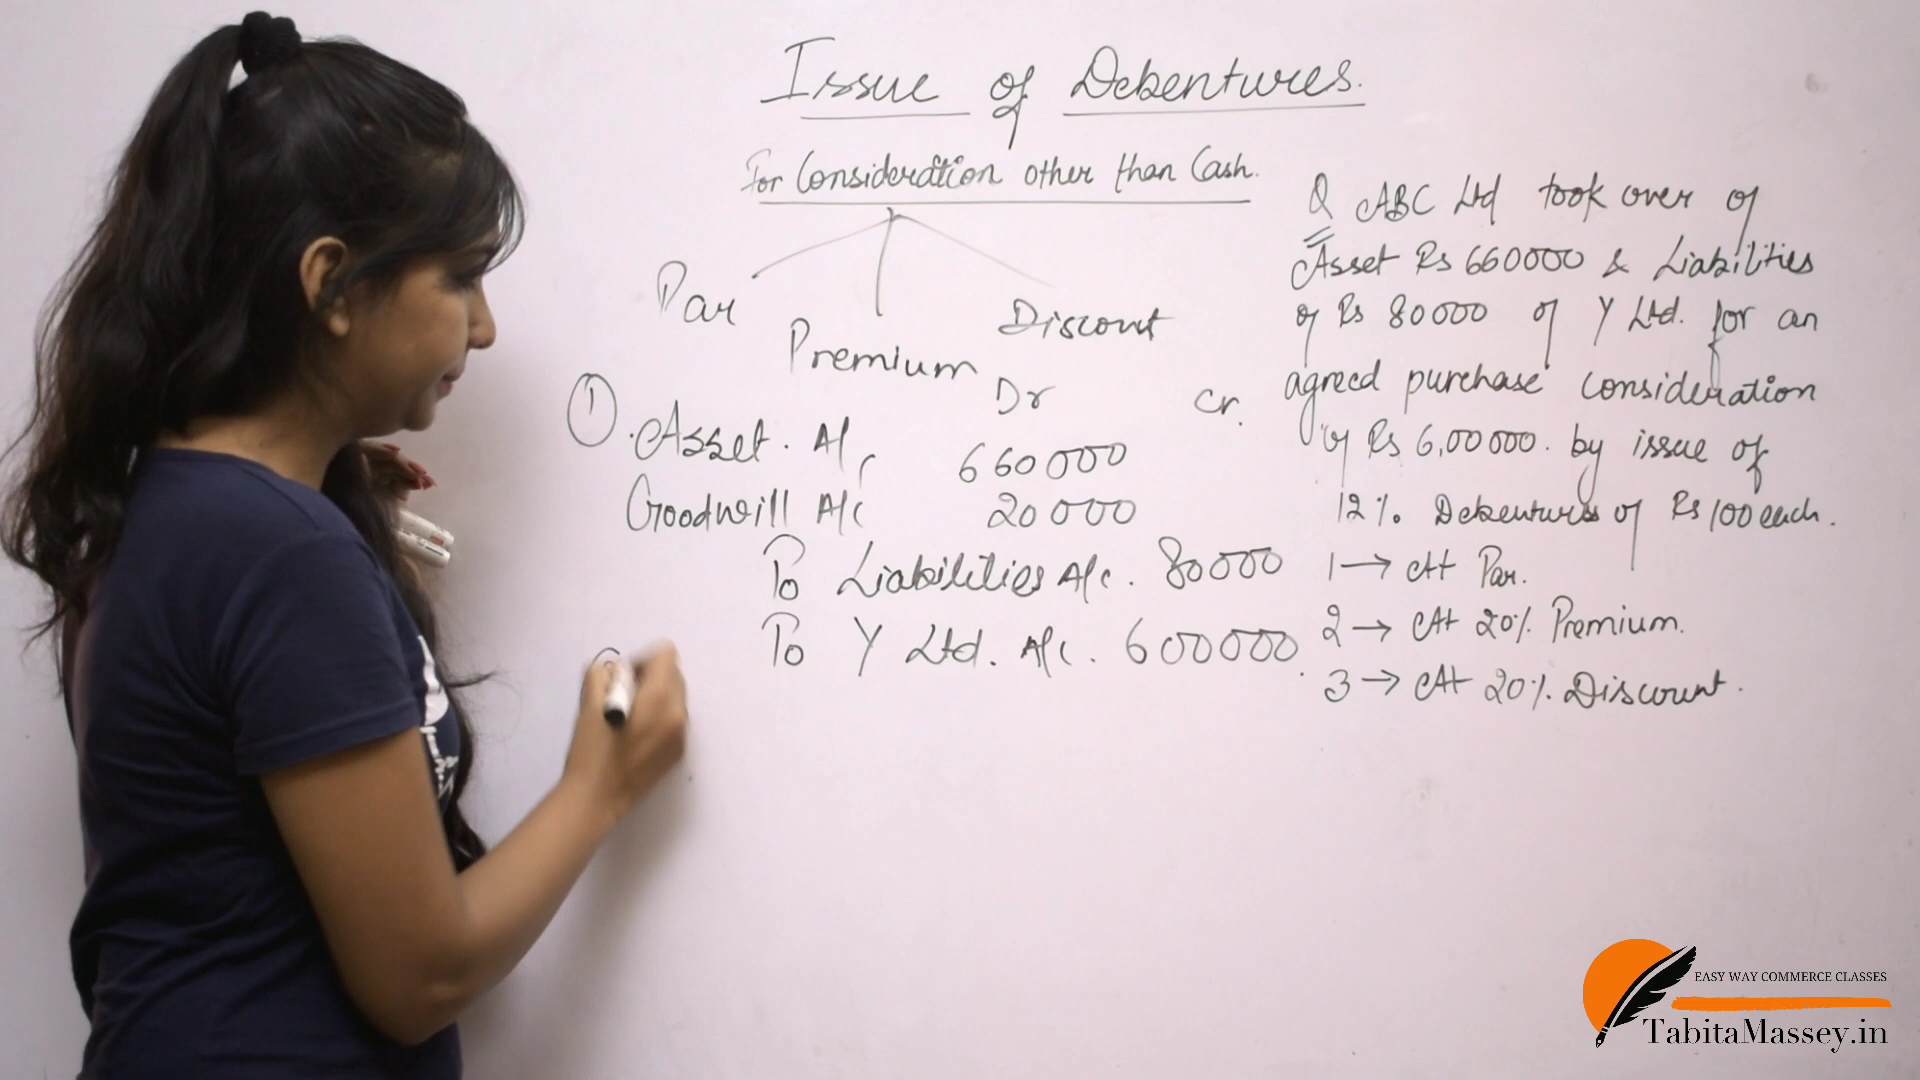 Issue of Debentures.
For Consideration other than Cash.
Par
Premium
Discount
Q ABC Ltd took over of
Asset Rs 660000 & Liabilities
of Rs 80000 of Y Ltd. for an
agreed purchase consideration
of Rs 6,00000. by issue of
12%. Debentures of Rs 100 each.
1 → At Par.
2 → At 20% Premium.
3 → At 20% Discount.
Dr Cr.
① Asset. A/c 660000
Goodwill A/c 20000
To Liabilities A/c. 80000
To Y Ltd. A/c. 600000.
EASY WAY COMMERCE CLASSES
TabitaMassey.in